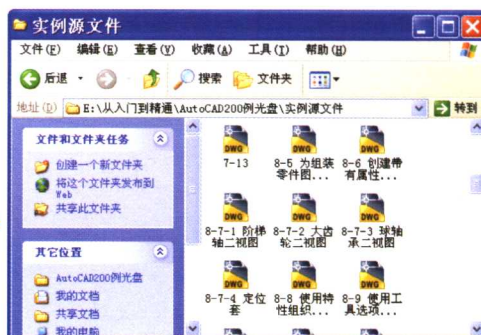 实例源文件
文件(F) 编辑(E) 查看(V) 收藏(A) 工具(T) 帮助(H)
后退 搜索 文件夹
地址(D) E:\从入门到精通\AutoCAD200例光盘\实例源文件 转到
文件和文件夹任务
创建一个新文件夹
将这个文件夹发布到
Web
共享此文件夹
其它位置
AutoCAD200例光盘
我的文档
共享文档
我的电脑
DWG DWG DWG
7-13 8-5 为组装 8-6 创建带
零件图... 有属性...
DWG DWG DWG
8-7-1 阶梯 8-7-2 大齿 8-7-3 球轴
轴二视图 轮二视图 承二视图
DWG DWG DWG
8-7-4 定位 8-8 使用特 8-9 使用工
套 性组织... 具选项...